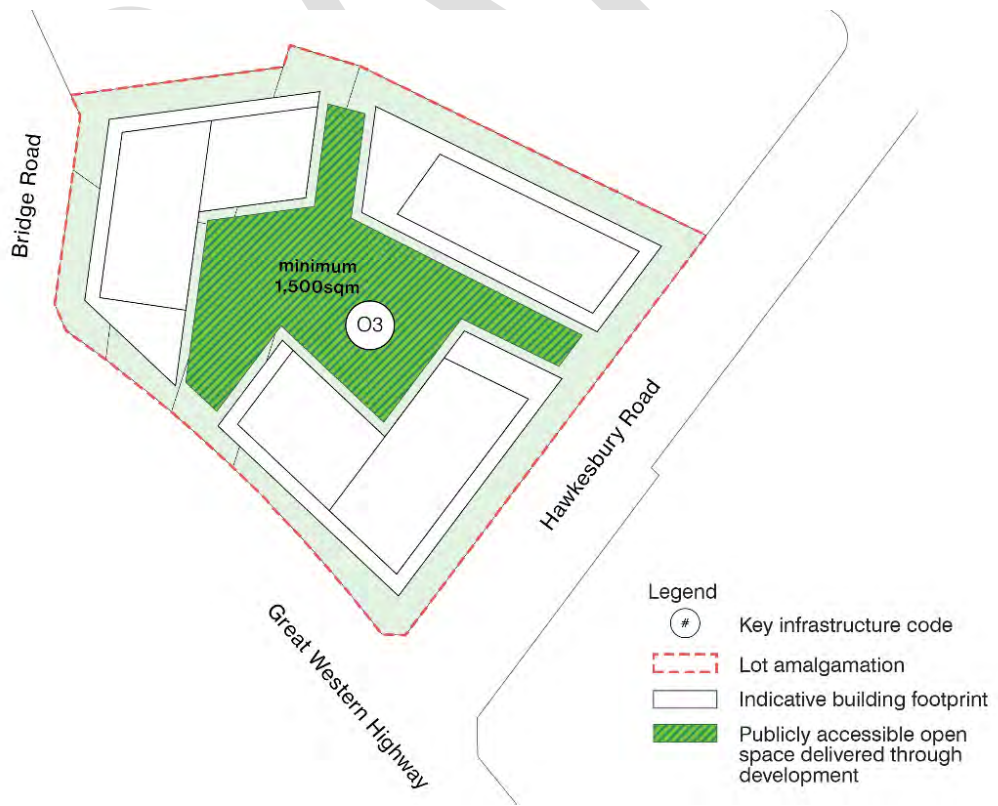 Bridge Road
minimum
1,500sqm
O3
Hawkesbury Road
Great Western Highway
Legend
#
Key infrastructure code
Lot amalgamation
Indicative building footprint
Publicly accessible open
space delivered through
development